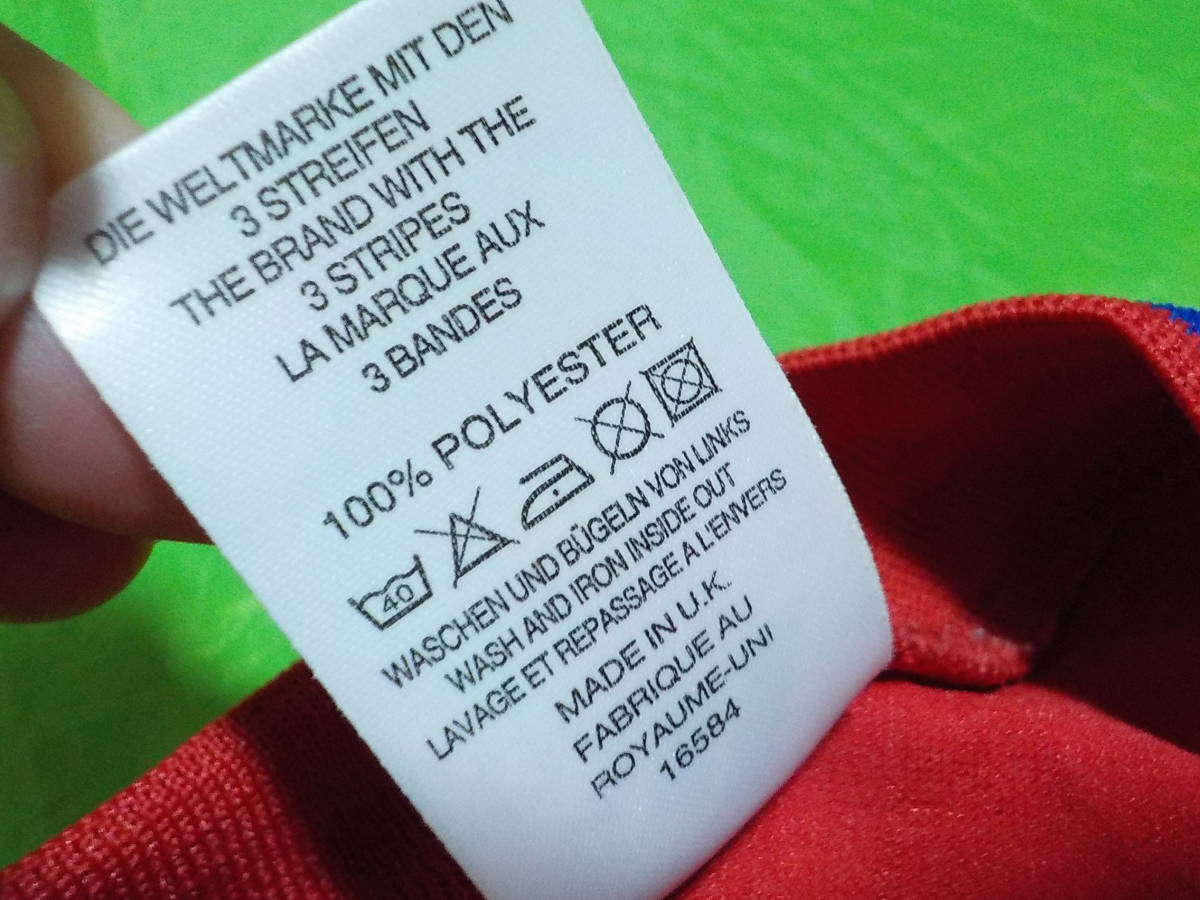 DIE WELTMARKE MIT DEN
3 STREIFEN
THE BRAND WITH THE
3 STRIPES
LA MARQUE AUX
3 BANDES
100% POLYESTER
40
WASCHEN UND BÜGELN VON LINKS
WASH AND IRON INSIDE OUT
LAVAGE ET REPASSAGE A L'ENVERS
MADE IN U.K.
FABRIQUE AU
ROYAUME-UNI
16584